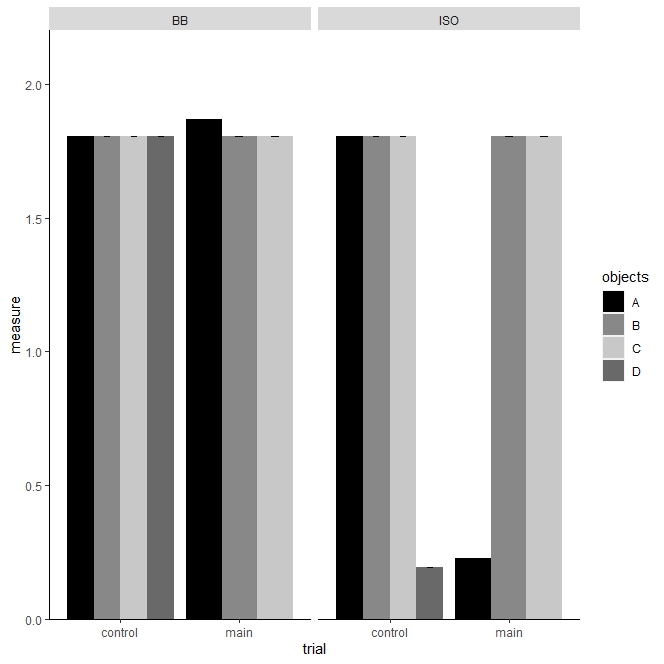 BB
ISO
2.0
1.5
1.0
0.5
0.0
measure
control
main
control
main
trial
objects
A
B
C
D